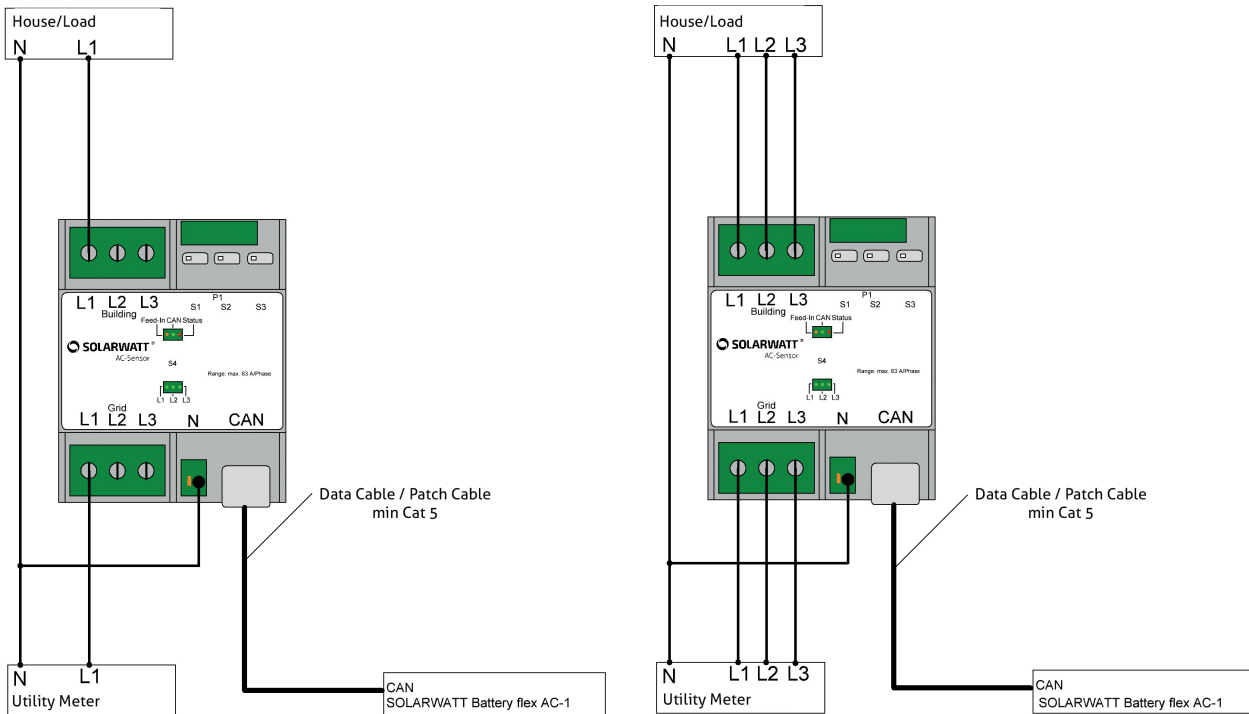 House/Load
N L1
L1 L2 L3
Building
P1
S1 S2 S3
Feed-In CAN Status
SOLARWATT®
AC-Sensor
S4
Range: max. 63 A/Phase
L1 L2 L3
Grid
L1 L2 L3 N CAN
Data Cable / Patch Cable
min Cat 5
N L1
Utility Meter
CAN
SOLARWATT Battery flex AC-1
House/Load
N L1 L2 L3
L1 L2 L3
Building
P1
S1 S2 S3
Feed-In CAN Status
SOLARWATT®
AC-Sensor
S4
Range: max. 63 A/Phase
L1 L2 L3
Grid
L1 L2 L3 N CAN
Data Cable / Patch Cable
min Cat 5
N L1 L2 L3
Utility Meter
CAN
SOLARWATT Battery flex AC-1